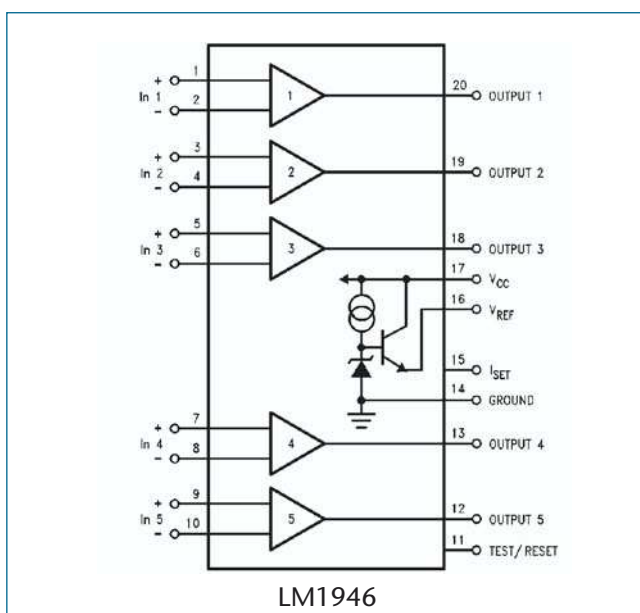 + 1
In 1
- 2
1
20 OUTPUT 1
+ 3
In 2
- 4
2
19 OUTPUT 2
+ 5
In 3
- 6
3
18 OUTPUT 3
17 VCC
16 VREF
15 ISET
14 GROUND
+ 7
In 4
- 8
4
13 OUTPUT 4
+ 9
In 5
- 10
5
12 OUTPUT 5
11 TEST/RESET
LM1946